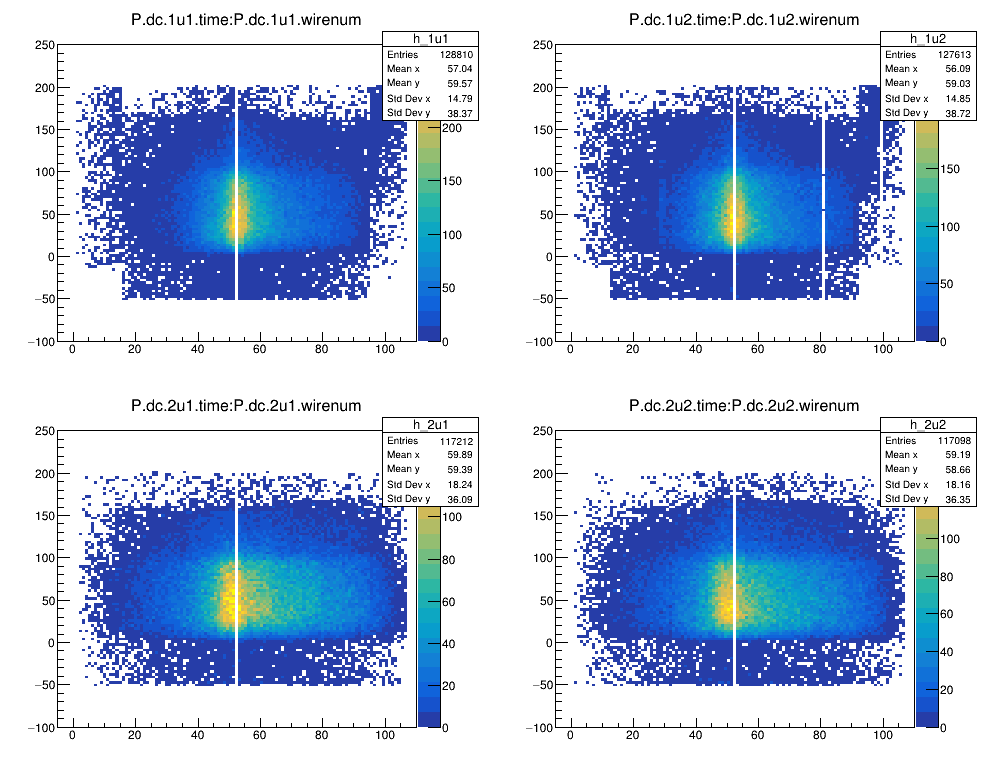 P.dc.1u1.time:P.dc.1u1.wirenum
h_1u1
Entries 128810
Mean x 57.04
Mean y 59.57
Std Dev x 14.79
Std Dev y 38.37
250
200
150
100
50
0
−50
−100
0 20 40 60 80 100
200
150
100
50
0
P.dc.1u2.time:P.dc.1u2.wirenum
h_1u2
Entries 127613
Mean x 56.09
Mean y 59.03
Std Dev x 14.85
Std Dev y 38.72
250
200
150
100
50
0
−50
−100
0 20 40 60 80 100
150
100
50
0
P.dc.2u1.time:P.dc.2u1.wirenum
h_2u1
Entries 117212
Mean x 59.89
Mean y 59.39
Std Dev x 18.24
Std Dev y 36.09
250
200
150
100
50
0
−50
−100
0 20 40 60 80 100
100
80
60
40
20
0
P.dc.2u2.time:P.dc.2u2.wirenum
h_2u2
Entries 117098
Mean x 59.19
Mean y 58.66
Std Dev x 18.16
Std Dev y 36.35
250
200
150
100
50
0
−50
−100
0 20 40 60 80 100
100
80
60
40
20
0